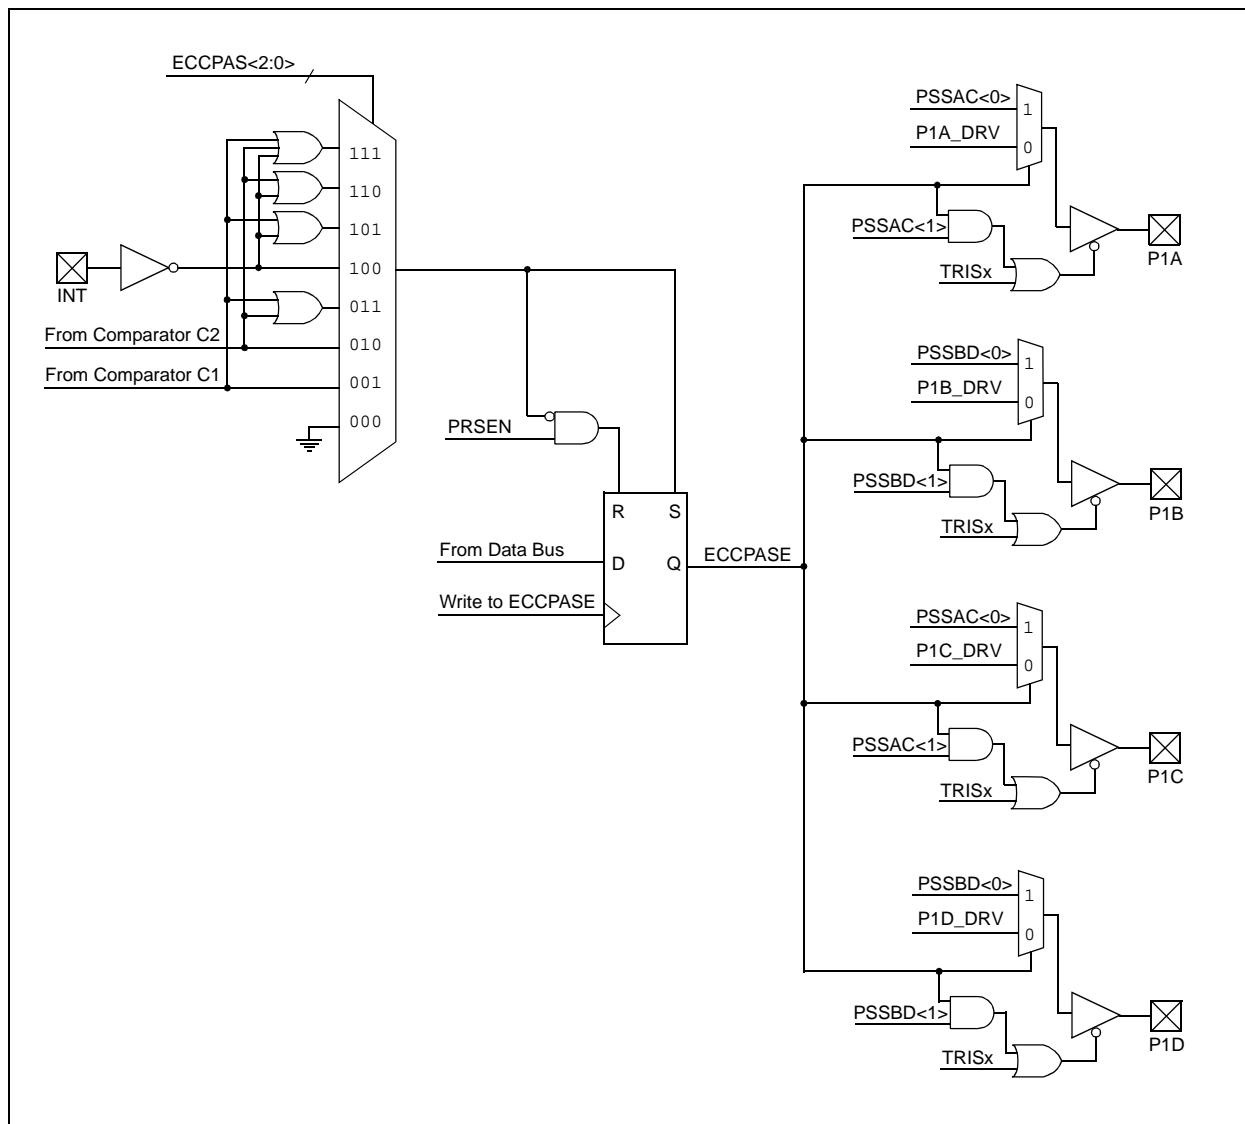 ECCPAS<2:0>
111
110
101
100
011
010
001
000
INT
From Comparator C2
From Comparator C1
PRSEN
R
S
From Data Bus
D
Q
ECCPASE
Write to ECCPASE
PSSAC<0>
1
P1A_DRV
0
PSSAC<1>
TRISx
P1A
PSSBD<0>
1
P1B_DRV
0
PSSBD<1>
TRISx
P1B
PSSAC<0>
1
P1C_DRV
0
PSSAC<1>
TRISx
P1C
PSSBD<0>
1
P1D_DRV
0
PSSBD<1>
TRISx
P1D